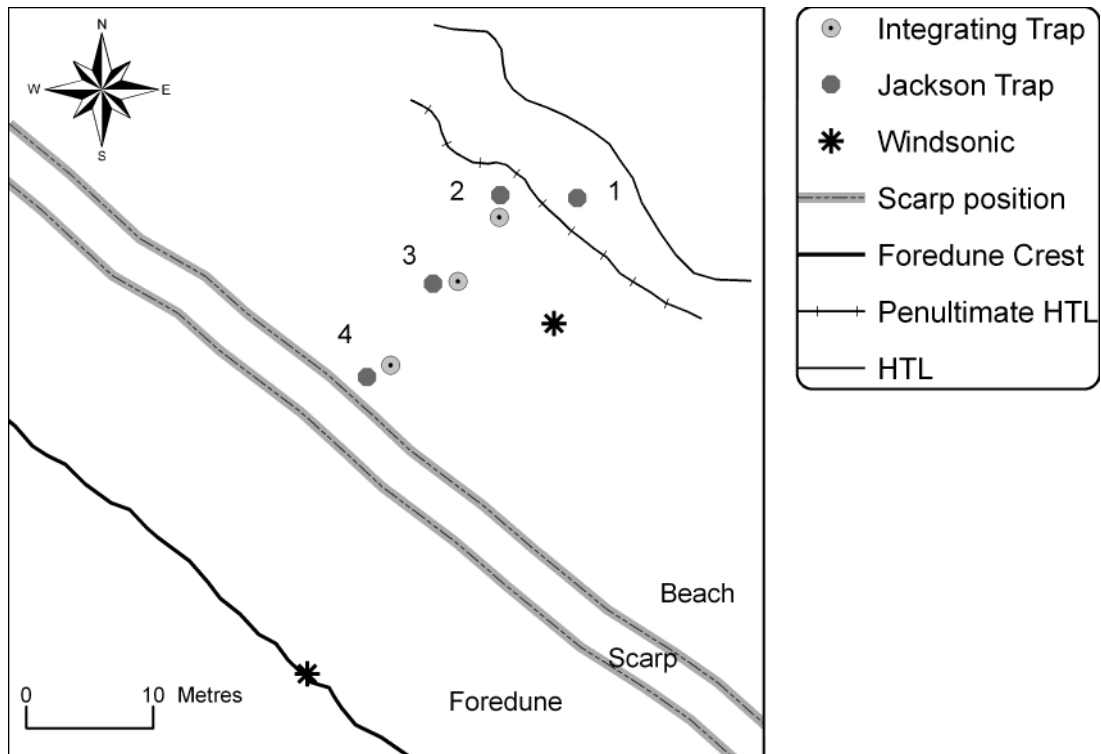 N
W E
S
1
2
3
4
Beach
Scarp
Foredune
0 10 Metres
Integrating Trap
Jackson Trap
Windsonic
Scarp position
Foredune Crest
Penultimate HTL
HTL